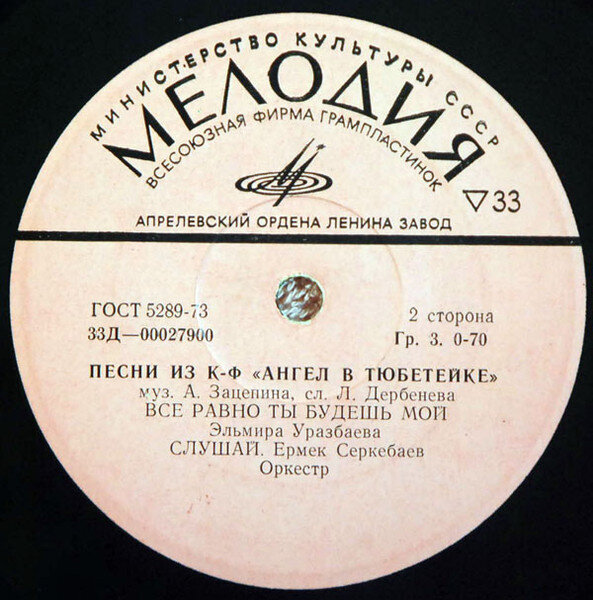 МИНИСТЕРСТВО КУЛЬТУРЫ СССР
МЕЛОДИЯ
ВСЕСОЮЗНАЯ ФИРМА ГРАМПЛАСТИНОК
▽33
АПРЕЛЕВСКИЙ ОРДЕНА ЛЕНИНА ЗАВОД
ГОСТ 5289-73
33Д—00027900
2 сторона
Гр. 3. 0-70
ПЕСНИ ИЗ К-Ф «АНГЕЛ В ТЮБЕТЕЙКЕ»
муз. А. Зацепина, сл. Л. Дербенева
ВСЕ РАВНО ТЫ БУДЕШЬ МОЙ
Эльмира Уразбаева
СЛУШАЙ. Ермек Серкебаев
Оркестр